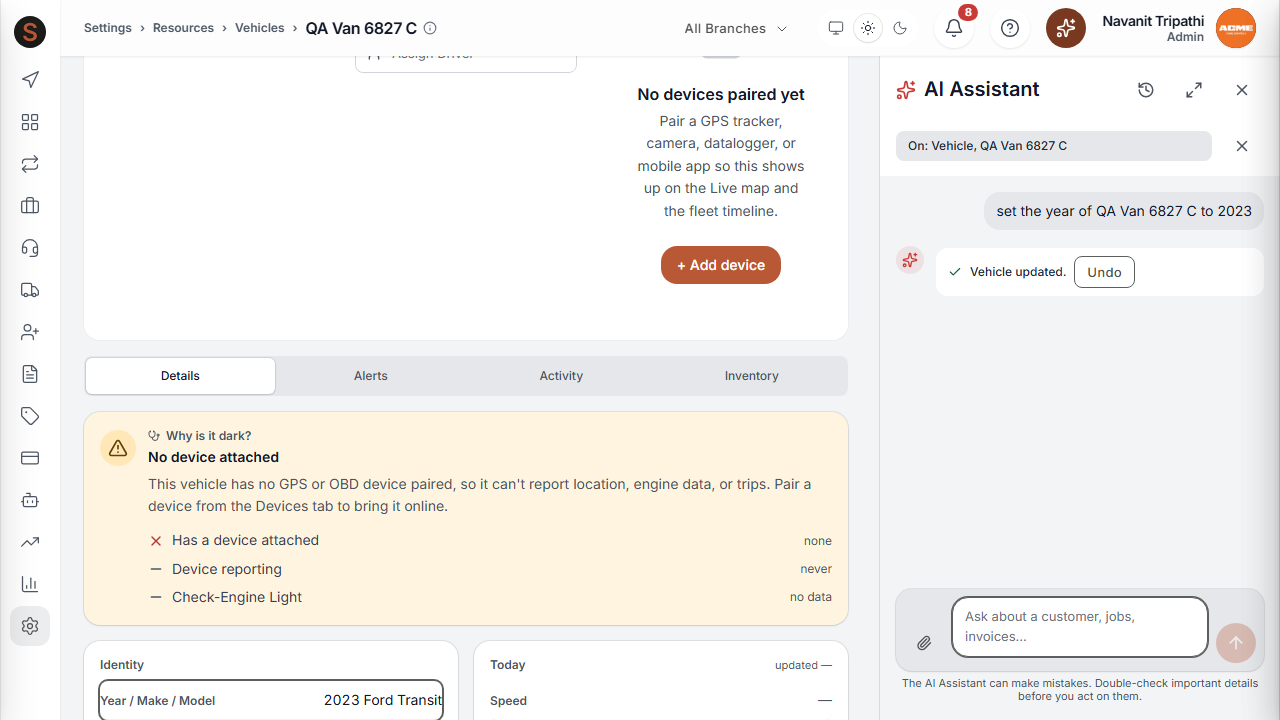 S
Settings › Resources › Vehicles › QA Van 6827 C
All Branches
8
Navanit Tripathi
Admin
ACME
Assign Driver
No devices paired yet
Pair a GPS tracker,
camera, datalogger, or
mobile app so this shows
up on the Live map and
the fleet timeline.
+ Add device
Details
Alerts
Activity
Inventory
Why is it dark?
No device attached
This vehicle has no GPS or OBD device paired, so it can't report location, engine data, or trips. Pair a
device from the Devices tab to bring it online.
Has a device attached none
Device reporting never
Check-Engine Light no data
Identity
Year / Make / Model 2023 Ford Transit
Today updated —
Speed —
AI Assistant
On: Vehicle, QA Van 6827 C
set the year of QA Van 6827 C to 2023
Vehicle updated. Undo
Ask about a customer, jobs,
invoices...
The AI Assistant can make mistakes. Double-check important details
before you act on them.